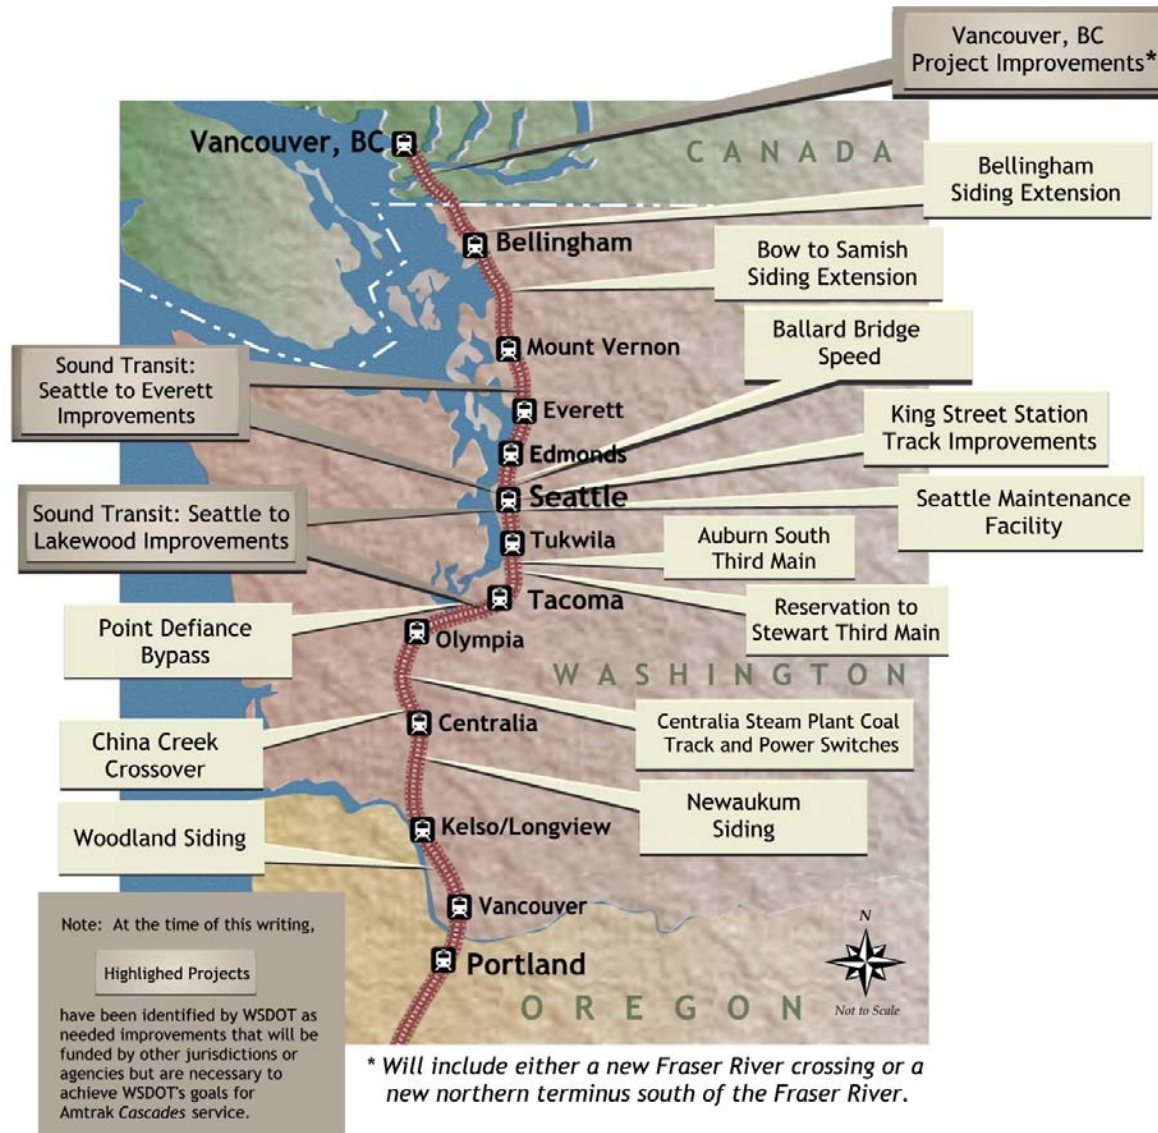 Vancouver, BC
Project Improvements*
Vancouver, BC
CANADA
Bellingham
Siding Extension
Bellingham
Bow to Samish
Siding Extension
Ballard Bridge
Speed
Mount Vernon
Sound Transit:
Seattle to Everett
Improvements
Everett
King Street Station
Track Improvements
Edmonds
Seattle
Seattle Maintenance
Facility
Sound Transit: Seattle to
Lakewood Improvements
Tukwila
Auburn South
Third Main
Tacoma
Reservation to
Stewart Third Main
Point Defiance
Bypass
Olympia
WASHINGTON
Centralia
Centralia Steam Plant Coal
Track and Power Switches
China Creek
Crossover
Newaukum
Siding
Kelso/Longview
Woodland Siding
Vancouver
Note: At the time of this writing,
Highlighed Projects
have been identified by WSDOT as
needed improvements that will be
funded by other jurisdictions or
agencies but are necessary to
achieve WSDOT's goals for
Amtrak Cascades service.
Portland
OREGON
N
Not to Scale
* Will include either a new Fraser River crossing or a
new northern terminus south of the Fraser River.